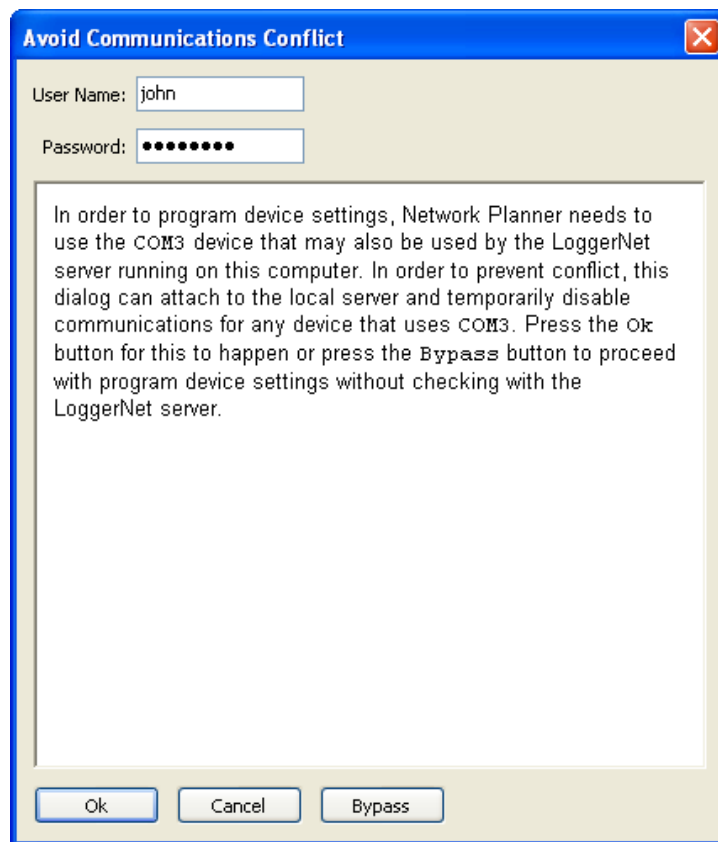 Avoid Communications Conflict
User Name: john
Password: ●●●●●●●●
In order to program device settings, Network Planner needs to
use the COM3 device that may also be used by the LoggerNet
server running on this computer. In order to prevent conflict, this
dialog can attach to the local server and temporarily disable
communications for any device that uses COM3. Press the Ok
button for this to happen or press the Bypass button to proceed
with program device settings without checking with the
LoggerNet server.
Ok Cancel Bypass